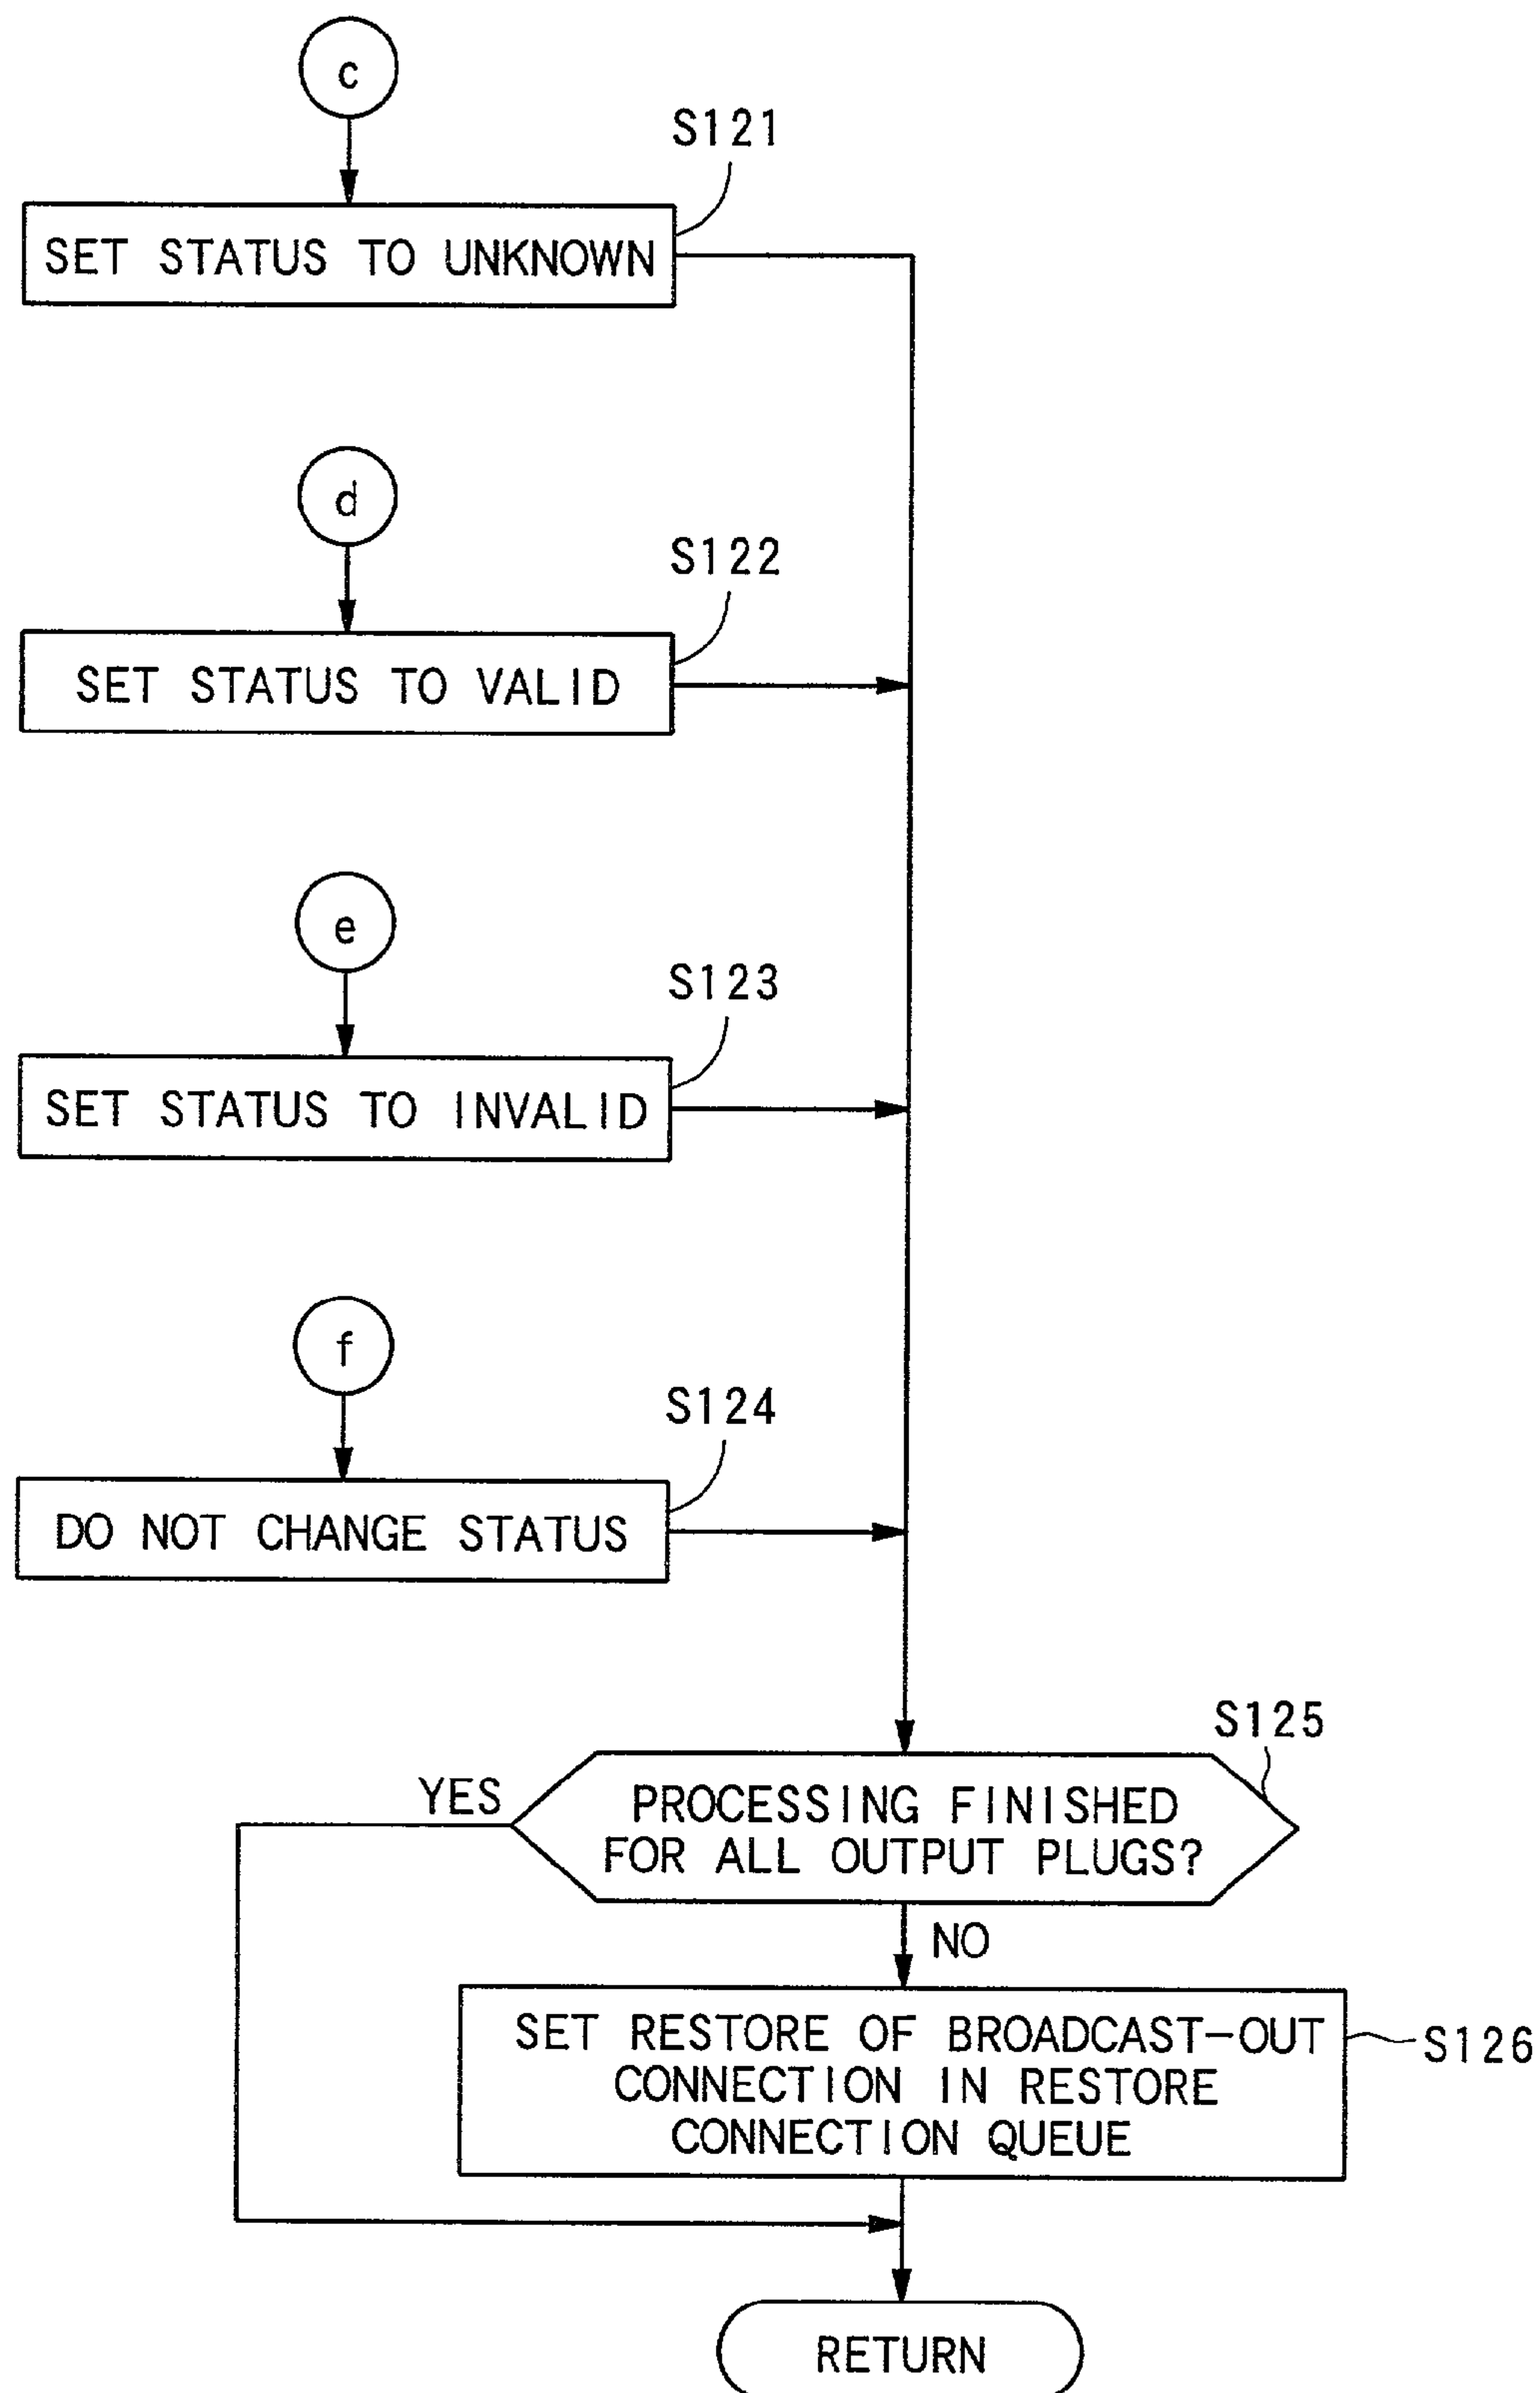 c
S121
SET STATUS TO UNKNOWN
d
S122
SET STATUS TO VALID
e
S123
SET STATUS TO INVALID
f
S124
DO NOT CHANGE STATUS
S125
YES
PROCESSING FINISHED
FOR ALL OUTPUT PLUGS?
NO
SET RESTORE OF BROADCAST-OUT
CONNECTION IN RESTORE
CONNECTION QUEUE
S126
RETURN